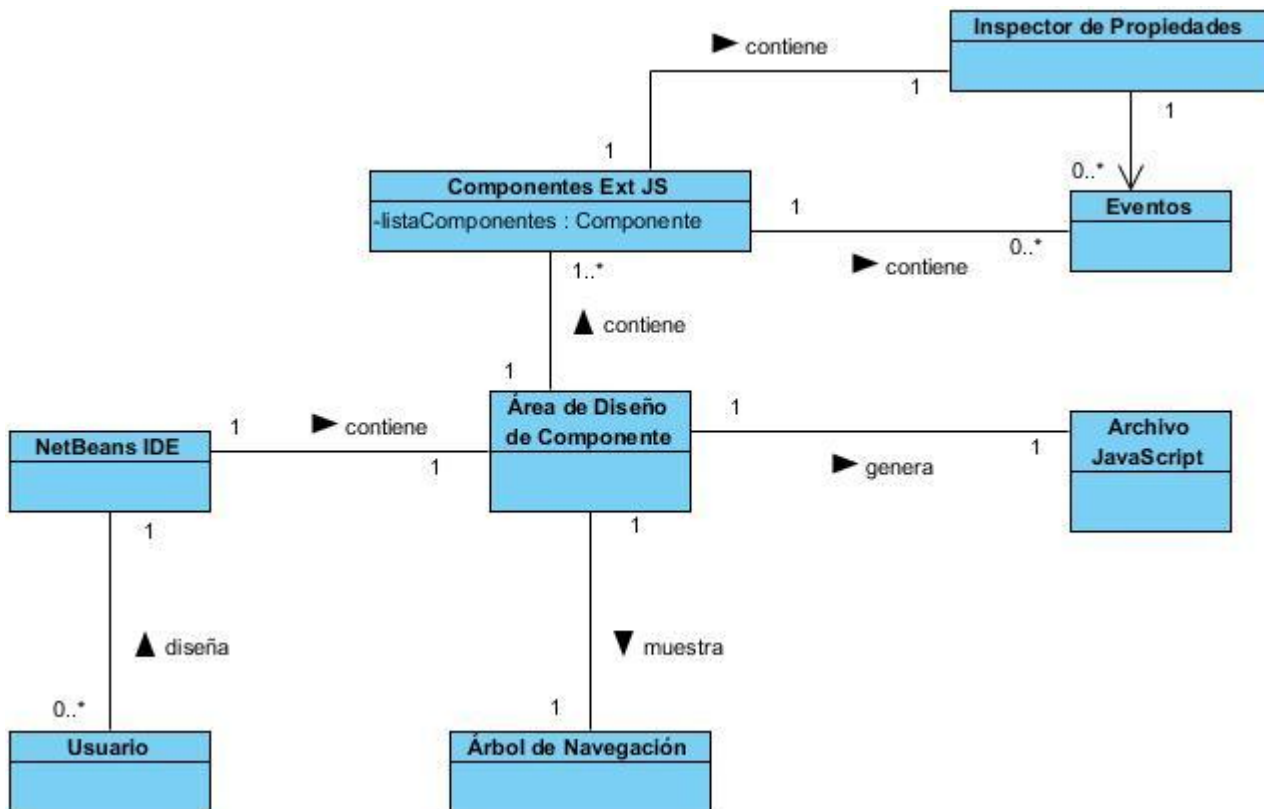 Inspector de Propiedades
contiene
1
1
1
0..*
Componentes Ext JS
-listaComponentes : Componente
1
0..*
contiene
Eventos
1..*
contiene
1
Área de Diseño
de Componente
NetBeans IDE
1
contiene
1
1
genera
1
Archivo
JavaScript
1
diseña
0..*
Usuario
1
muestra
1
Árbol de Navegación